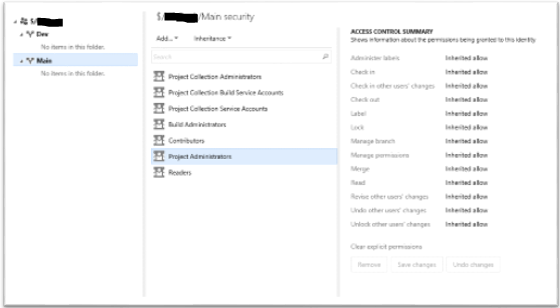 $/
Dev
No items in this folder.
Main
No items in this folder.
$/ /Main security
Add...
Inheritance
Search
Project Collection Administrators
Project Collection Build Service Accounts
Project Collection Service Accounts
Build Administrators
Contributors
Project Administrators
Readers
ACCESS CONTROL SUMMARY
Shows information about the permissions being granted to this identity
Administer labels Inherited allow
Check in Inherited allow
Check in other users' changes Inherited allow
Check out Inherited allow
Label Inherited allow
Lock Inherited allow
Manage branch Inherited allow
Manage permissions Inherited allow
Merge Inherited allow
Read Inherited allow
Revise other users' changes Inherited allow
Undo other users' changes Inherited allow
Unlock other users' changes Inherited allow
Clear explicit permissions
Remove Save changes Undo changes